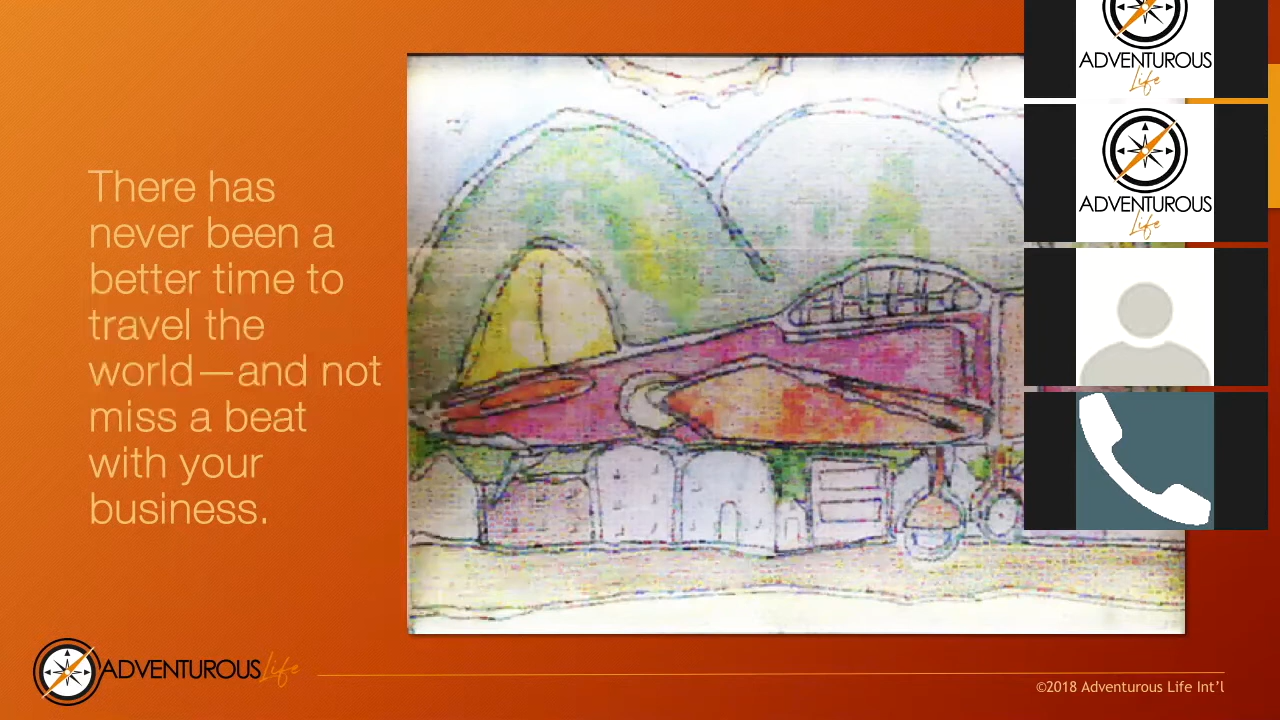 There has
never been a
better time to
travel the
world—and not
miss a beat
with your
business.
ADVENTUROUS
Life
ADVENTUROUS
Life
ADVENTUROUS Life
©2018 Adventurous Life Int'l